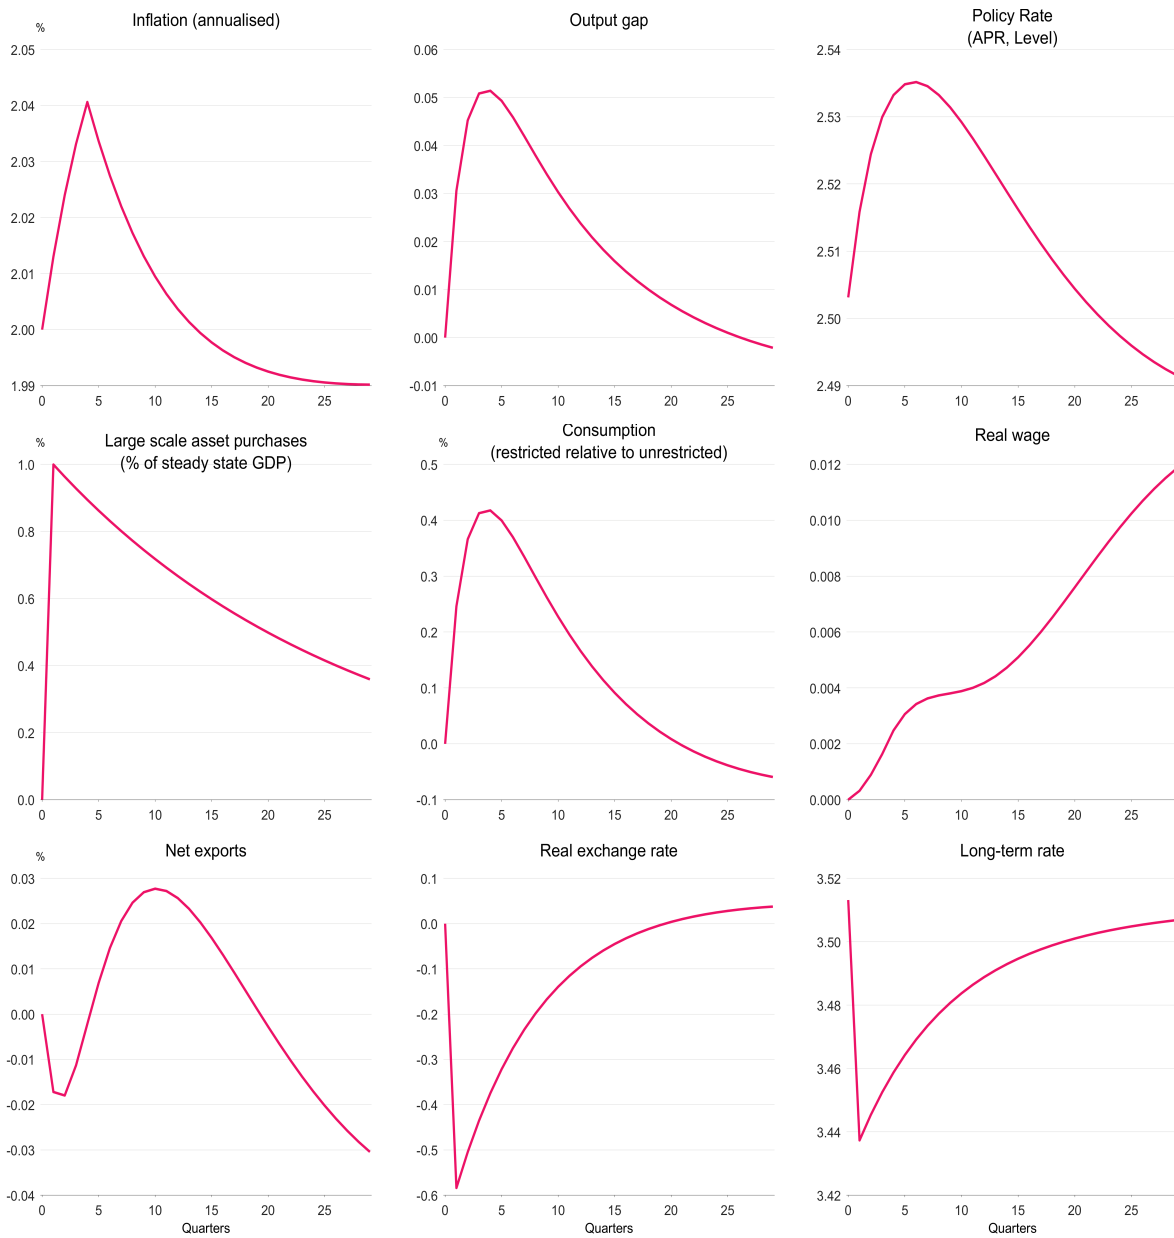 Inflation (annualised)
%
2.05
2.04
2.03
2.02
2.01
2.00
1.99
0 5 10 15 20 25
Output gap
0.06
0.05
0.04
0.03
0.02
0.01
0.00
-0.01
0 5 10 15 20 25
Policy Rate
(APR, Level)
2.54
2.53
2.52
2.51
2.50
2.49
0 5 10 15 20 25
Large scale asset purchases
(% of steady state GDP)
%
1.0
0.8
0.6
0.4
0.2
0.0
0 5 10 15 20 25
Consumption
(restricted relative to unrestricted)
%
0.5
0.4
0.3
0.2
0.1
0.0
-0.1
0 5 10 15 20 25
Real wage
0.012
0.010
0.008
0.006
0.004
0.002
0.000
0 5 10 15 20 25
Net exports
%
0.03
0.02
0.01
0.00
-0.01
-0.02
-0.03
-0.04
0 5 10 15 20 25
Quarters
Real exchange rate
0.1
0.0
-0.1
-0.2
-0.3
-0.4
-0.5
-0.6
0 5 10 15 20 25
Quarters
Long-term rate
3.52
3.50
3.48
3.46
3.44
3.42
0 5 10 15 20 25
Quarters